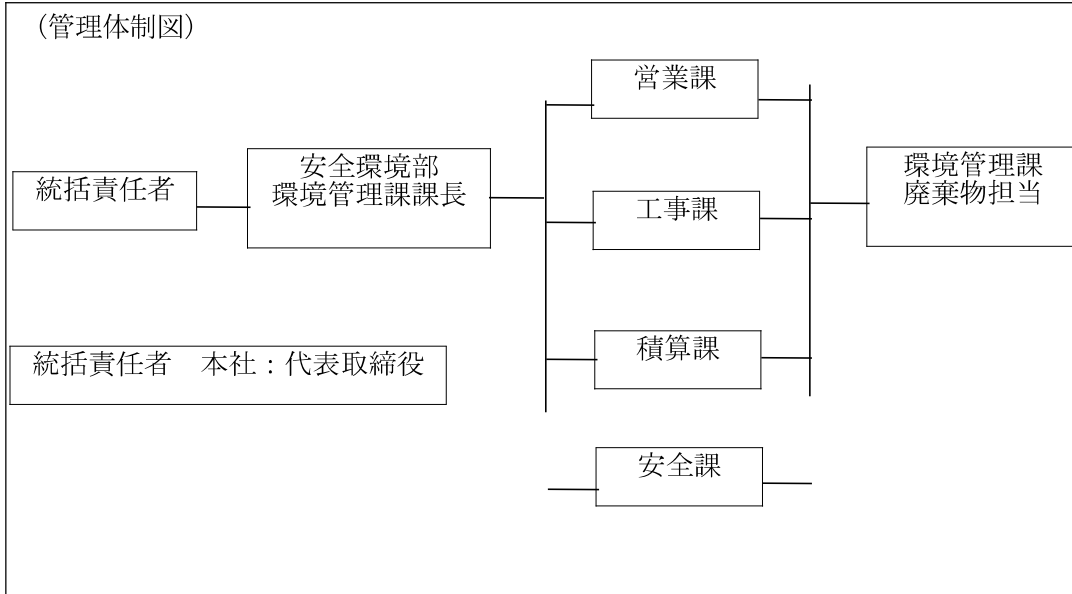 （管理体制図）
統括責任者
安全環境部
環境管理課課長
営業課
工事課
積算課
安全課
環境管理課
廃棄物担当
統括責任者　本社：代表取締役